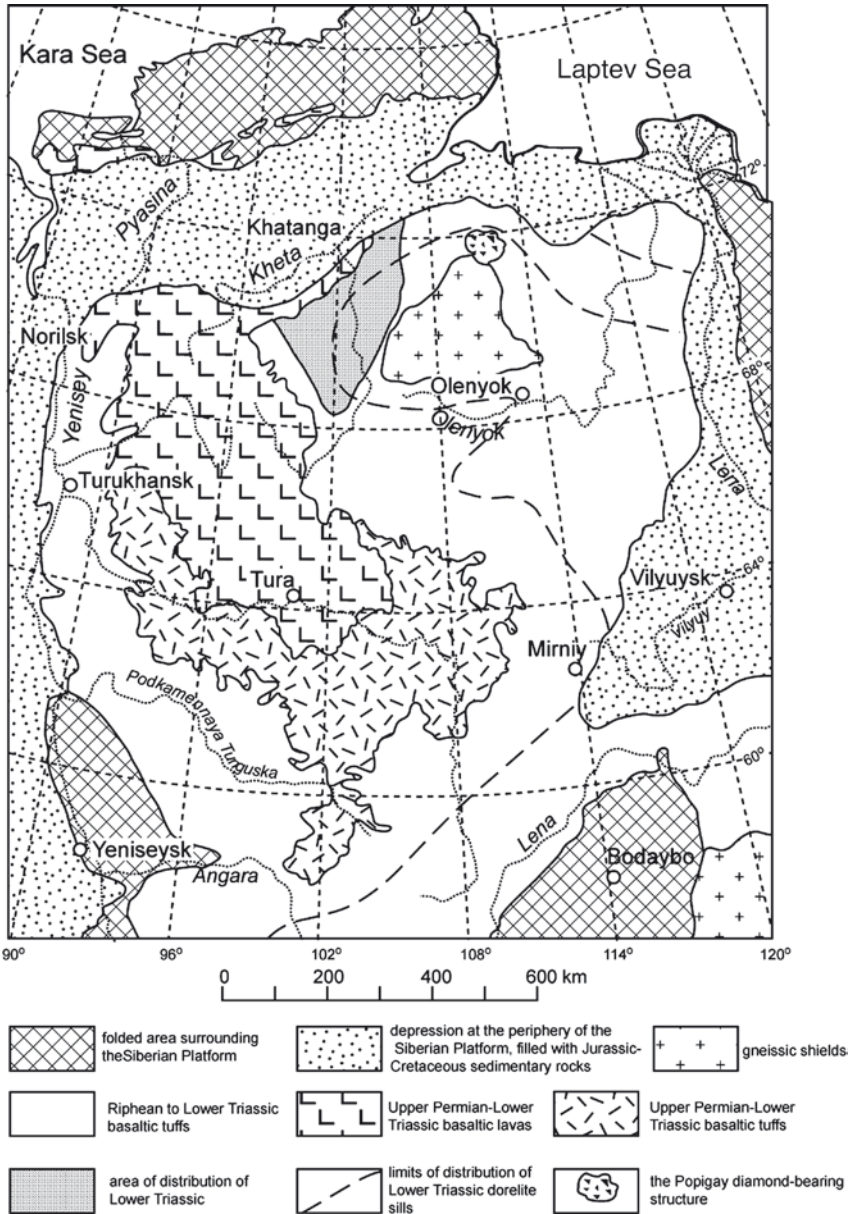 Kara Sea
Laptev Sea
72°
Pyasina
Khatanga
Kheta
Norilsk
Yenisey
68°
Olenyok
Olenyok
Turukhansk
Lena
64°
Tura
Vilyuysk
Vilyuy
Mirniy
Podkamennaya Tunguska
60°
Lena
Yeniseysk
Angara
Bodaybo
90° 96° 102° 108° 114° 120°
0 200 400 600 km
folded area surrounding
theSiberian Platform
depression at the periphery of the
Siberian Platform, filled with Jurassic-
Cretaceous sedimentary rocks
gneissic shields
Riphean to Lower Triassic
basaltic tuffs
Upper Permian-Lower
Triassic basaltic lavas
Upper Permian-Lower
Triassic basaltic tuffs
area of distribution of
Lower Triassic
limits of distribution of
Lower Triassic dorelite
sills
the Popigay diamond-bearing
structure